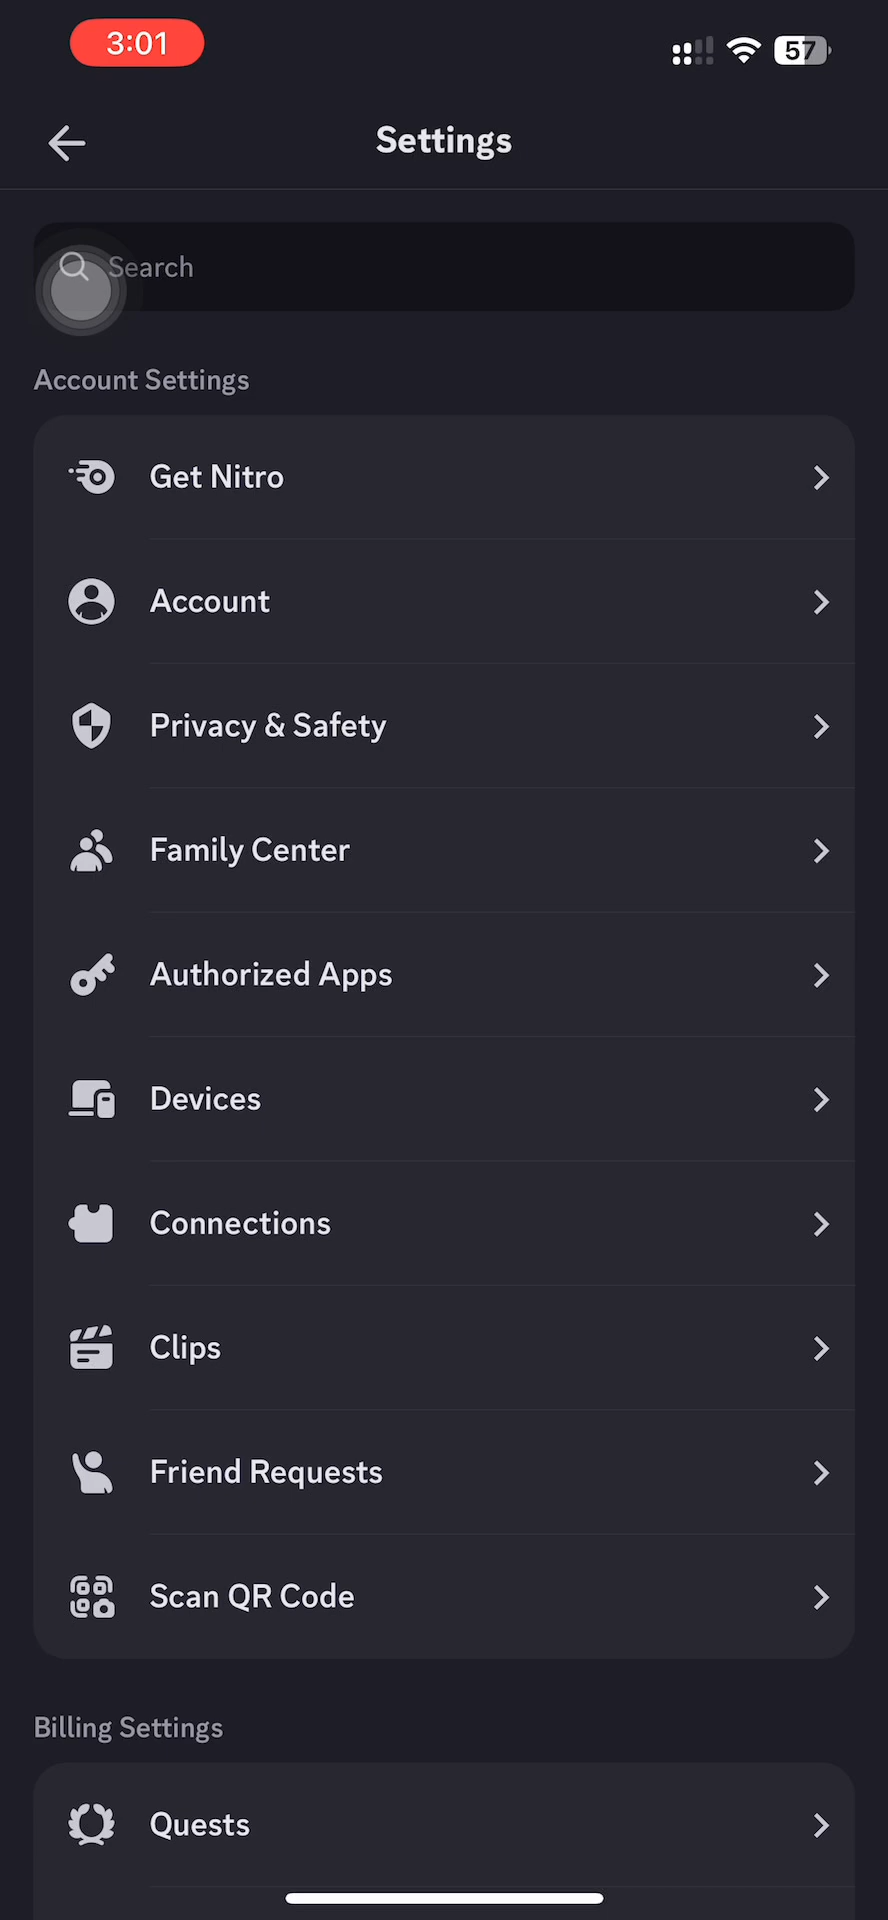 3:01
57
Settings
Search
Account Settings
Get Nitro
Account
Privacy & Safety
Family Center
Authorized Apps
Devices
Connections
Clips
Friend Requests
Scan QR Code
Billing Settings
Quests